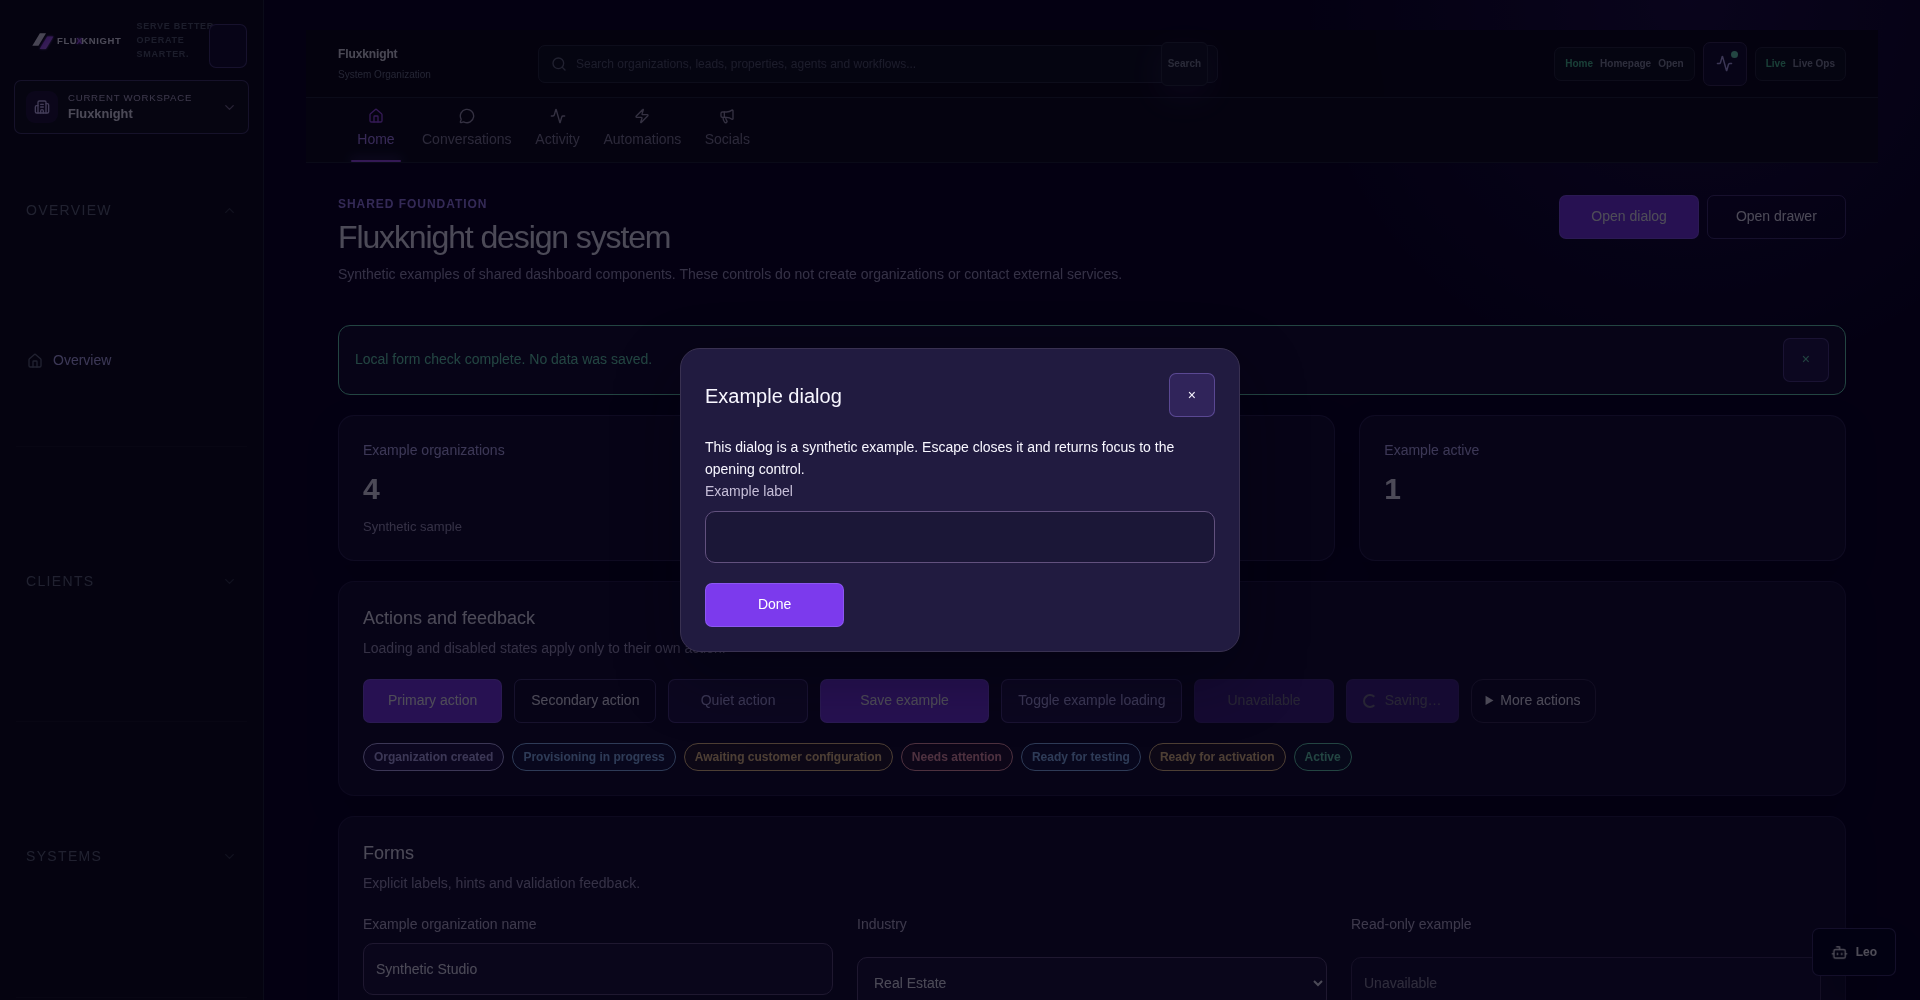 FLUXKNIGHT
SERVE BETTER
OPERATE
SMARTER.
CURRENT WORKSPACE
Fluxknight
OVERVIEW
Overview
CLIENTS
SYSTEMS
Fluxknight
System Organization
Search organizations, leads, properties, agents and workflows...
Search
Home Homepage Open
Live Live Ops
Home
Conversations
Activity
Automations
Socials
SHARED FOUNDATION
Fluxknight design system
Synthetic examples of shared dashboard components. These controls do not create organizations or contact external services.
Open dialog
Open drawer
Local form check complete. No data was saved.
×
Example organizations
4
Synthetic sample
Example active
1
Example dialog
×
This dialog is a synthetic example. Escape closes it and returns focus to the
opening control.
Example label
Done
Actions and feedback
Loading and disabled states apply only to their own action.
Primary action
Secondary action
Quiet action
Save example
Toggle example loading
Unavailable
Saving…
More actions
Organization created
Provisioning in progress
Awaiting customer configuration
Needs attention
Ready for testing
Ready for activation
Active
Forms
Explicit labels, hints and validation feedback.
Example organization name
Synthetic Studio
Industry
Real Estate
Read-only example
Unavailable
Leo